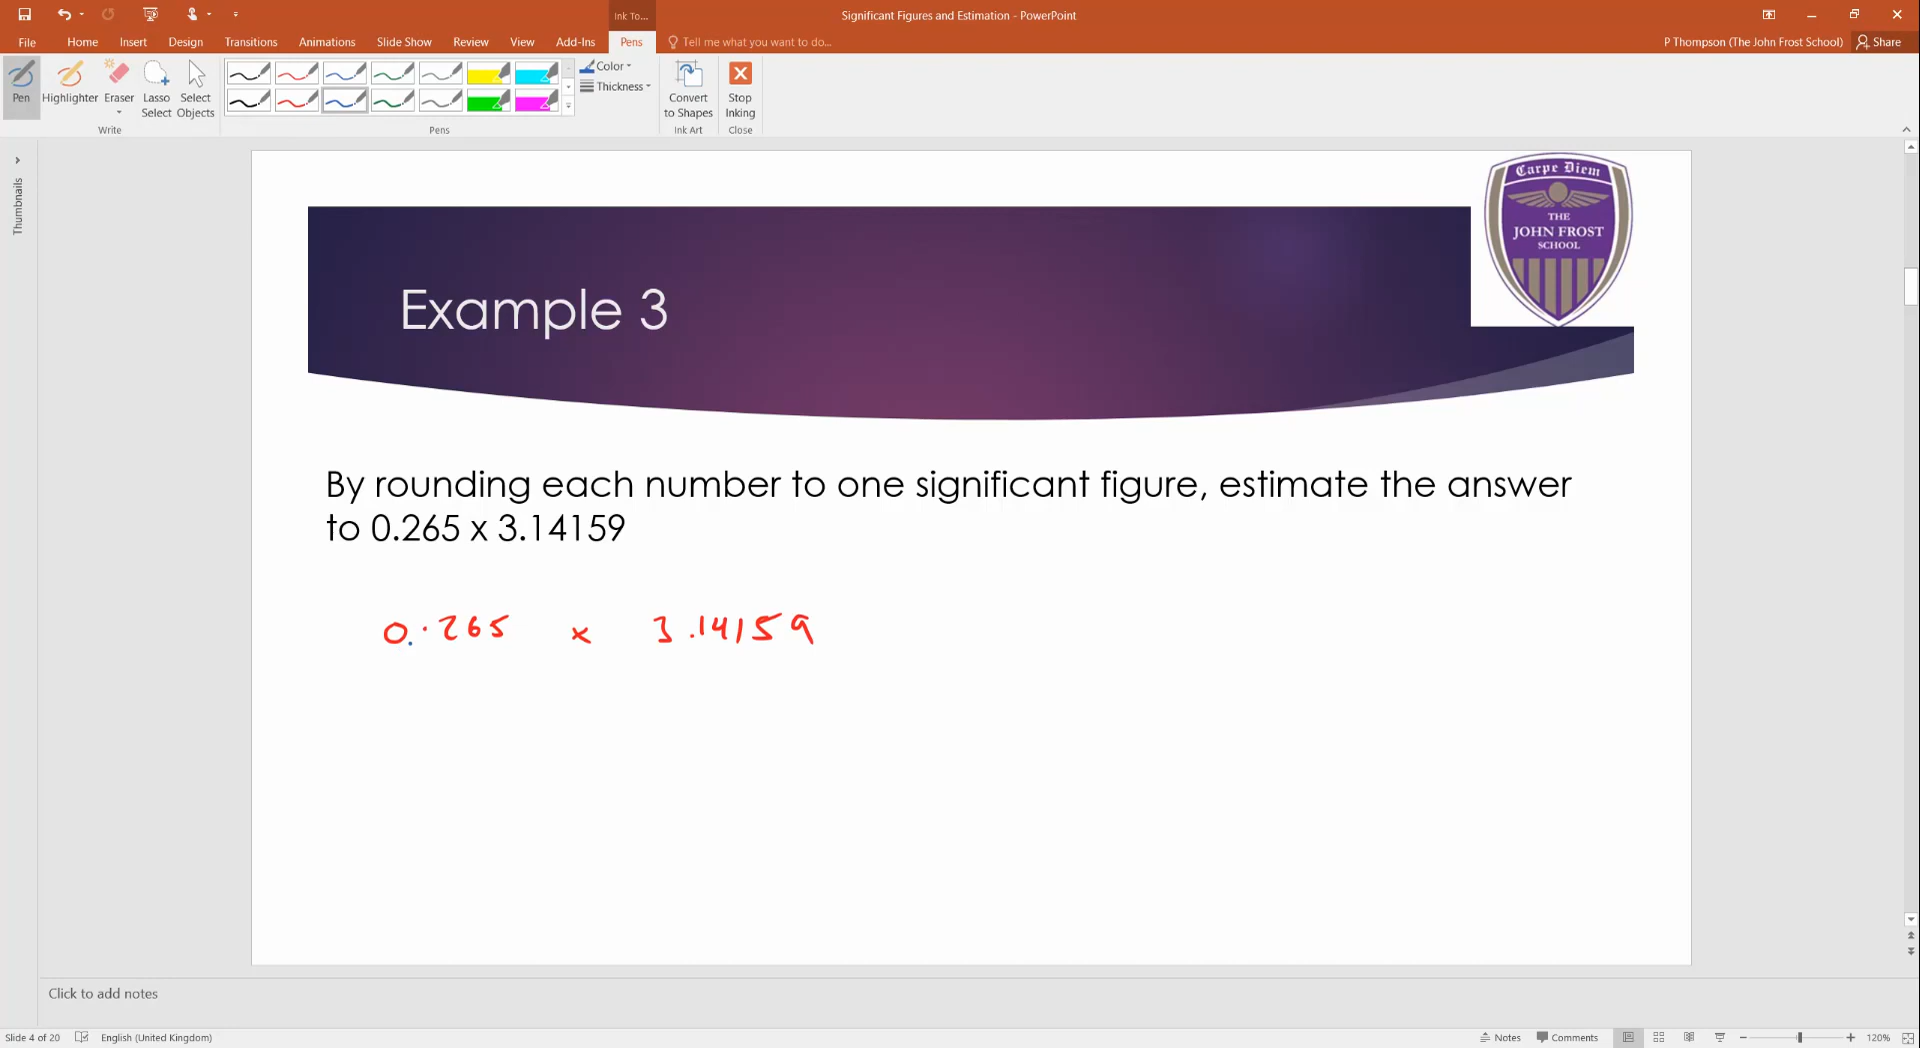 Significant Figures and Estimation - PowerPoint
Ink To...
File Home Insert Design Transitions Animations Slide Show Review View Add-Ins Pens Tell me what you want to do...
P Thompson (The John Frost School) Share
Pen Highlighter Eraser Lasso Select Select Objects
Write
Pens
Color
Thickness
Convert to Shapes
Ink Art
Stop Inking
Close
Thumbnails
Carpe Diem
THE
JOHN FROST
SCHOOL
Example 3
By rounding each number to one significant figure, estimate the answer
to 0.265 x 3.14159
0.265 x 3.14159
Click to add notes
Slide 4 of 20 English (United Kingdom) Notes Comments 120%